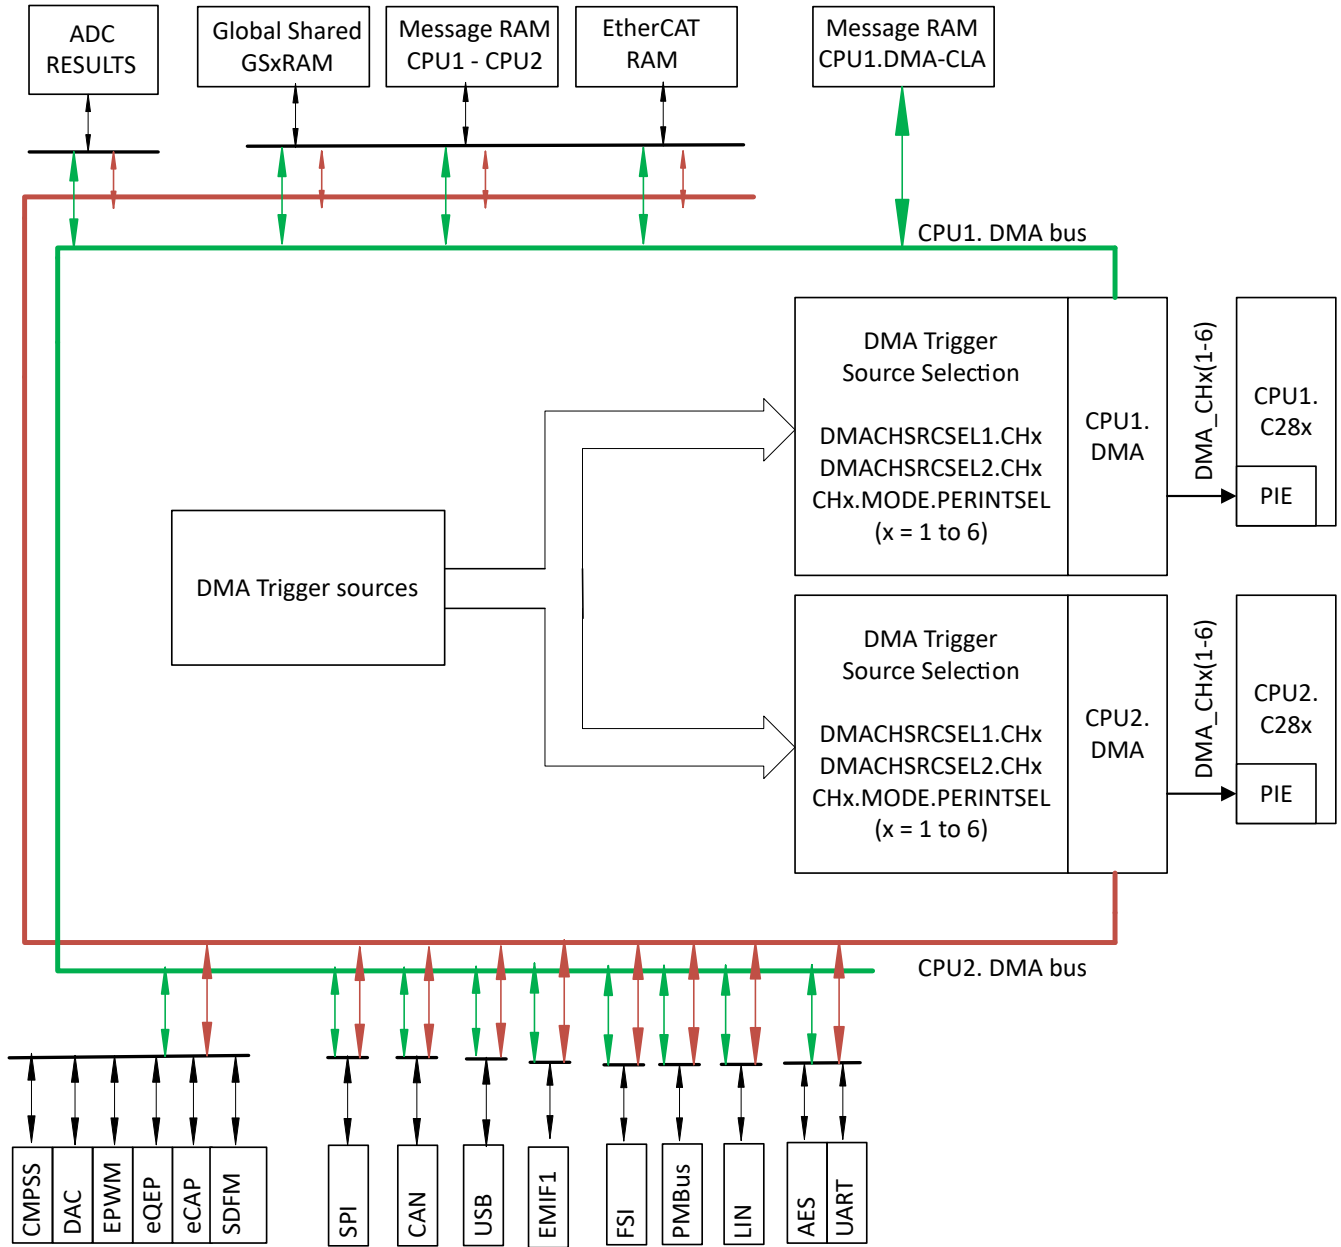 ADC
RESULTS
Global Shared
GSxRAM
Message RAM
CPU1 - CPU2
EtherCAT
RAM
Message RAM
CPU1.DMA-CLA
CPU1. DMA bus
DMA Trigger
Source Selection
DMACHSRCSEL1.CHx
DMACHSRCSEL2.CHx
CHx.MODE.PERINTSEL
(x = 1 to 6)
CPU1.
DMA
DMA_CHx(1-6)
CPU1.
C28x
PIE
DMA Trigger sources
DMA Trigger
Source Selection
DMACHSRCSEL1.CHx
DMACHSRCSEL2.CHx
CHx.MODE.PERINTSEL
(x = 1 to 6)
CPU2.
DMA
DMA_CHx(1-6)
CPU2.
C28x
PIE
CPU2. DMA bus
CMPSS
DAC
EPWM
eQEP
eCAP
SDFM
SPI
CAN
USB
EMIF1
FSI
PMBus
LIN
AES
UART